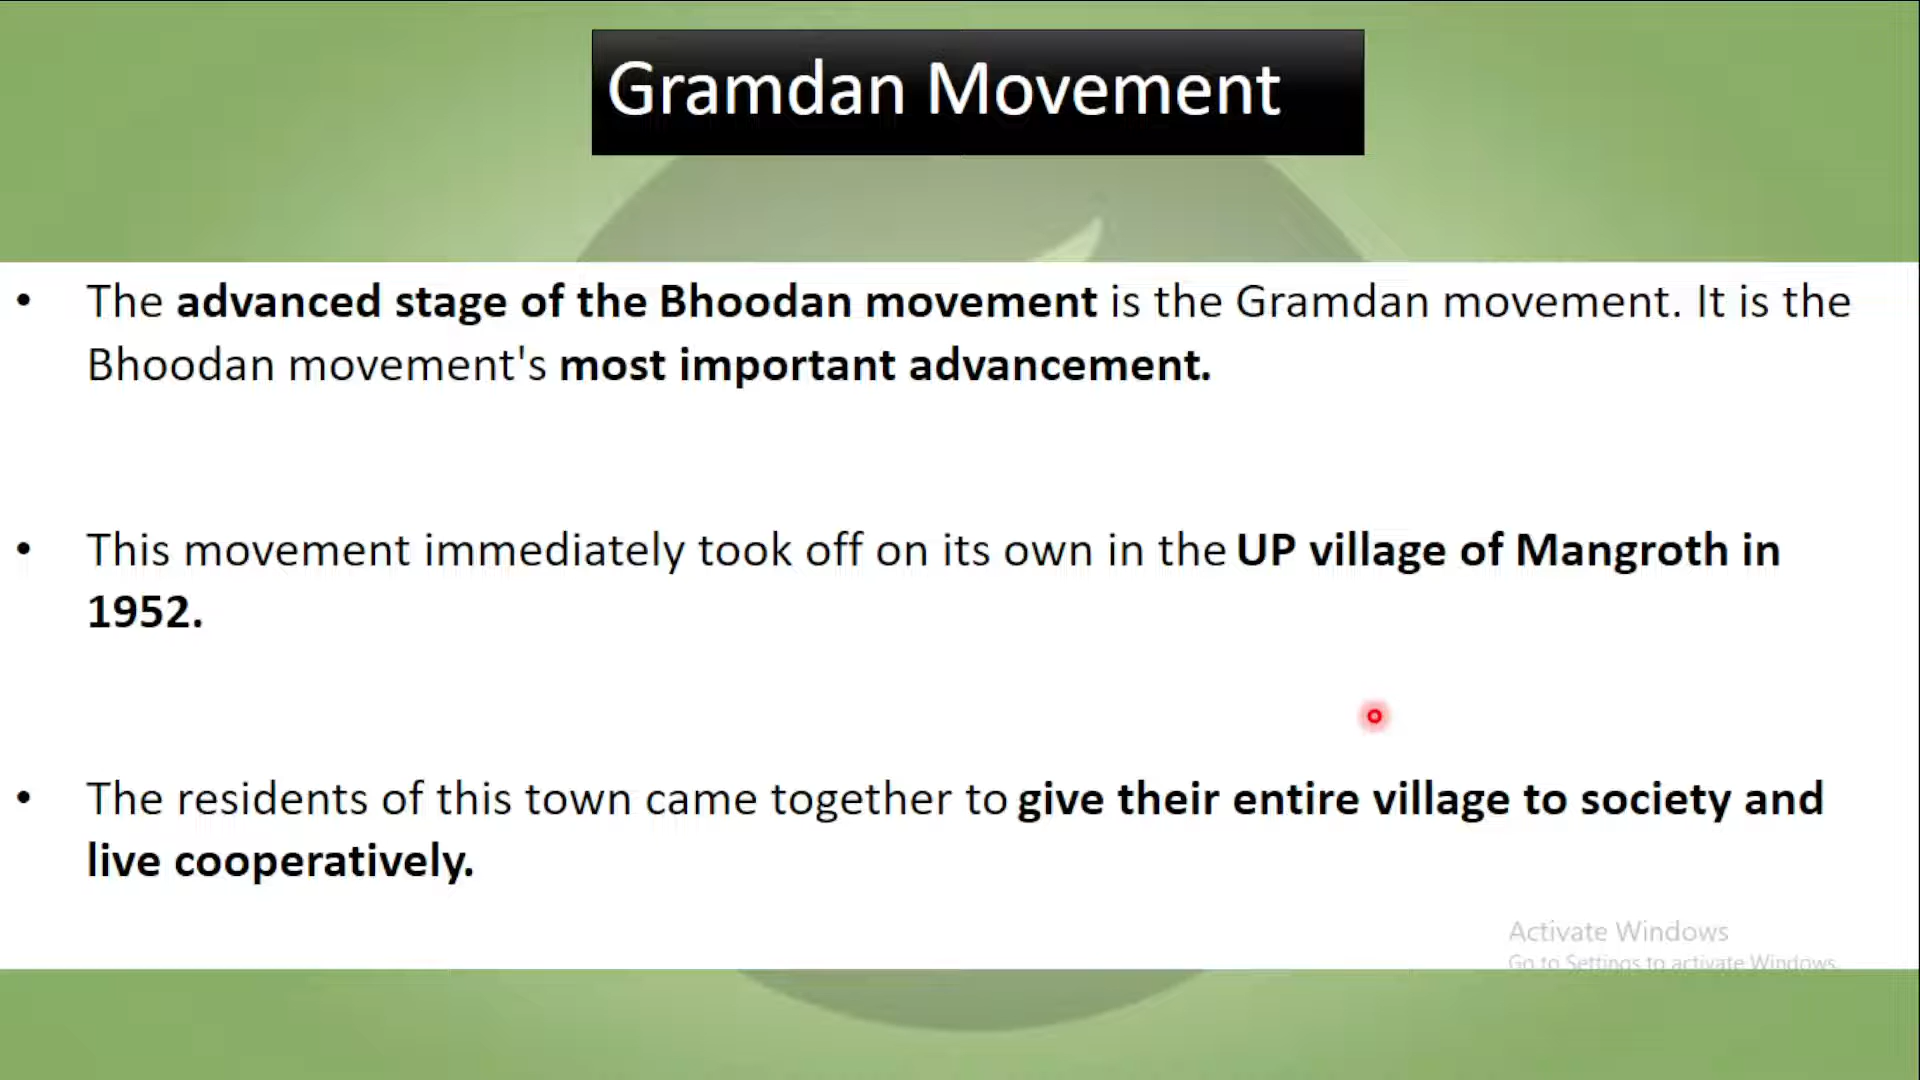 Gramdan Movement
• The advanced stage of the Bhoodan movement is the Gramdan movement. It is the
Bhoodan movement's most important advancement.
• This movement immediately took off on its own in the UP village of Mangroth in
1952.
• The residents of this town came together to give their entire village to society and
live cooperatively.
Activate Windows
Go to Settings to activate Windows.